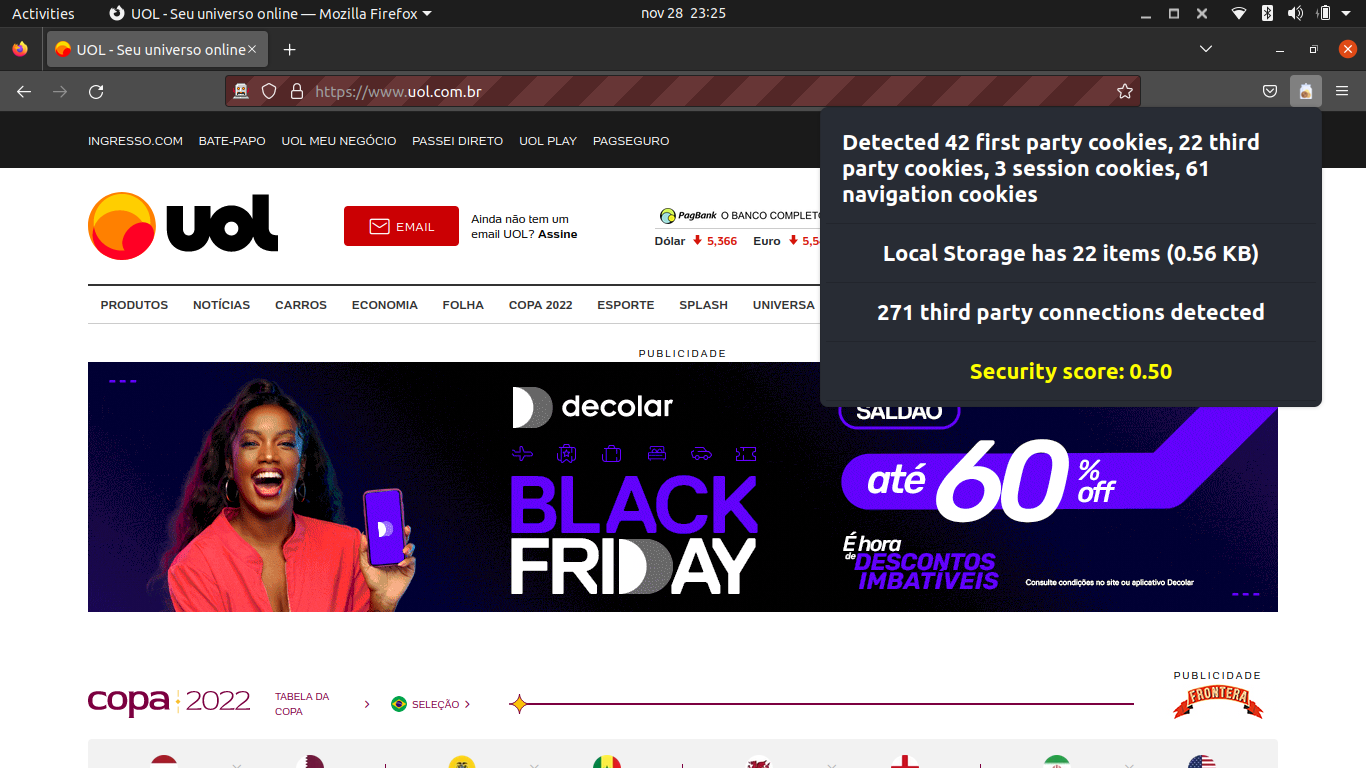 Activities
UOL - Seu universo online — Mozilla Firefox
nov 28 23:25
UOL - Seu universo online
https://www.uol.com.br
INGRESSO.COM BATE-PAPO UOL MEU NEGÓCIO PASSEI DIRETO UOL PLAY PAGSEGURO
Detected 42 first party cookies, 22 third
party cookies, 3 session cookies, 61
navigation cookies
Local Storage has 22 items (0.56 KB)
271 third party connections detected
Security score: 0.50
uol
EMAIL
Ainda não tem um
email UOL? Assine
PagBank O BANCO COMPLETO
Dólar 5,366 Euro
PRODUTOS NOTÍCIAS CARROS ECONOMIA FOLHA COPA 2022 ESPORTE SPLASH UNIVERSA
PUBLICIDADE
decolar
BLACK
FRIDAY
SALDÃO
até 60% off
É hora
de DESCONTOS
IMBATÍVEIS
Consulte condições no site ou aplicativo Decolar
PUBLICIDADE
FRONTERA
copa 2022
TABELA DA
COPA
SELEÇÃO